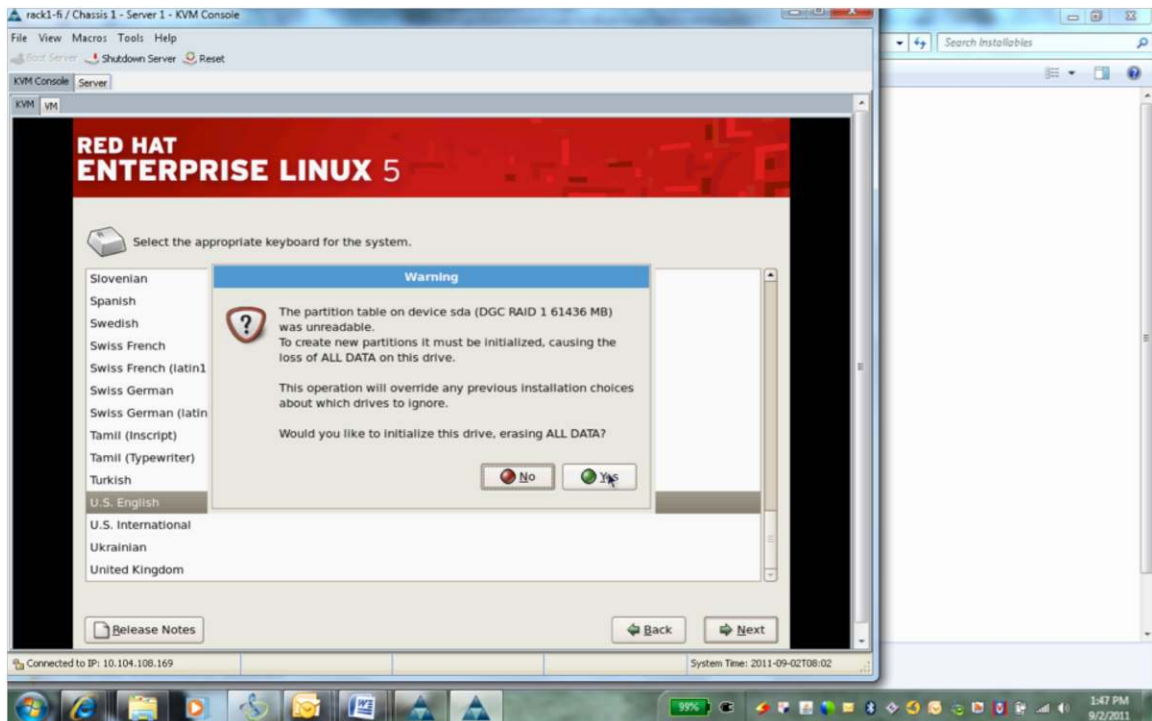 rack1-fi / Chassis 1 - Server 1 - KVM Console
File View Macros Tools Help
Boot Server Shutdown Server Reset
Search Installables
KVM Console Server
KVM VM
RED HAT
ENTERPRISE LINUX 5
Select the appropriate keyboard for the system.
Slovenian
Spanish
Swedish
Swiss French
Swiss French (latin1
Swiss German
Swiss German (latin
Tamil (Inscript)
Tamil (Typewriter)
Turkish
U.S. English
U.S. International
Ukrainian
United Kingdom
Warning
The partition table on device sda (DGC RAID 1 61436 MB)
was unreadable.
To create new partitions it must be initialized, causing the
loss of ALL DATA on this drive.
This operation will override any previous installation choices
about which drives to ignore.
Would you like to initialize this drive, erasing ALL DATA?
No Yes
Release Notes Back Next
Connected to IP: 10.104.108.169 System Time: 2011-09-02T08:02
99% 1:47 PM
9/2/2011